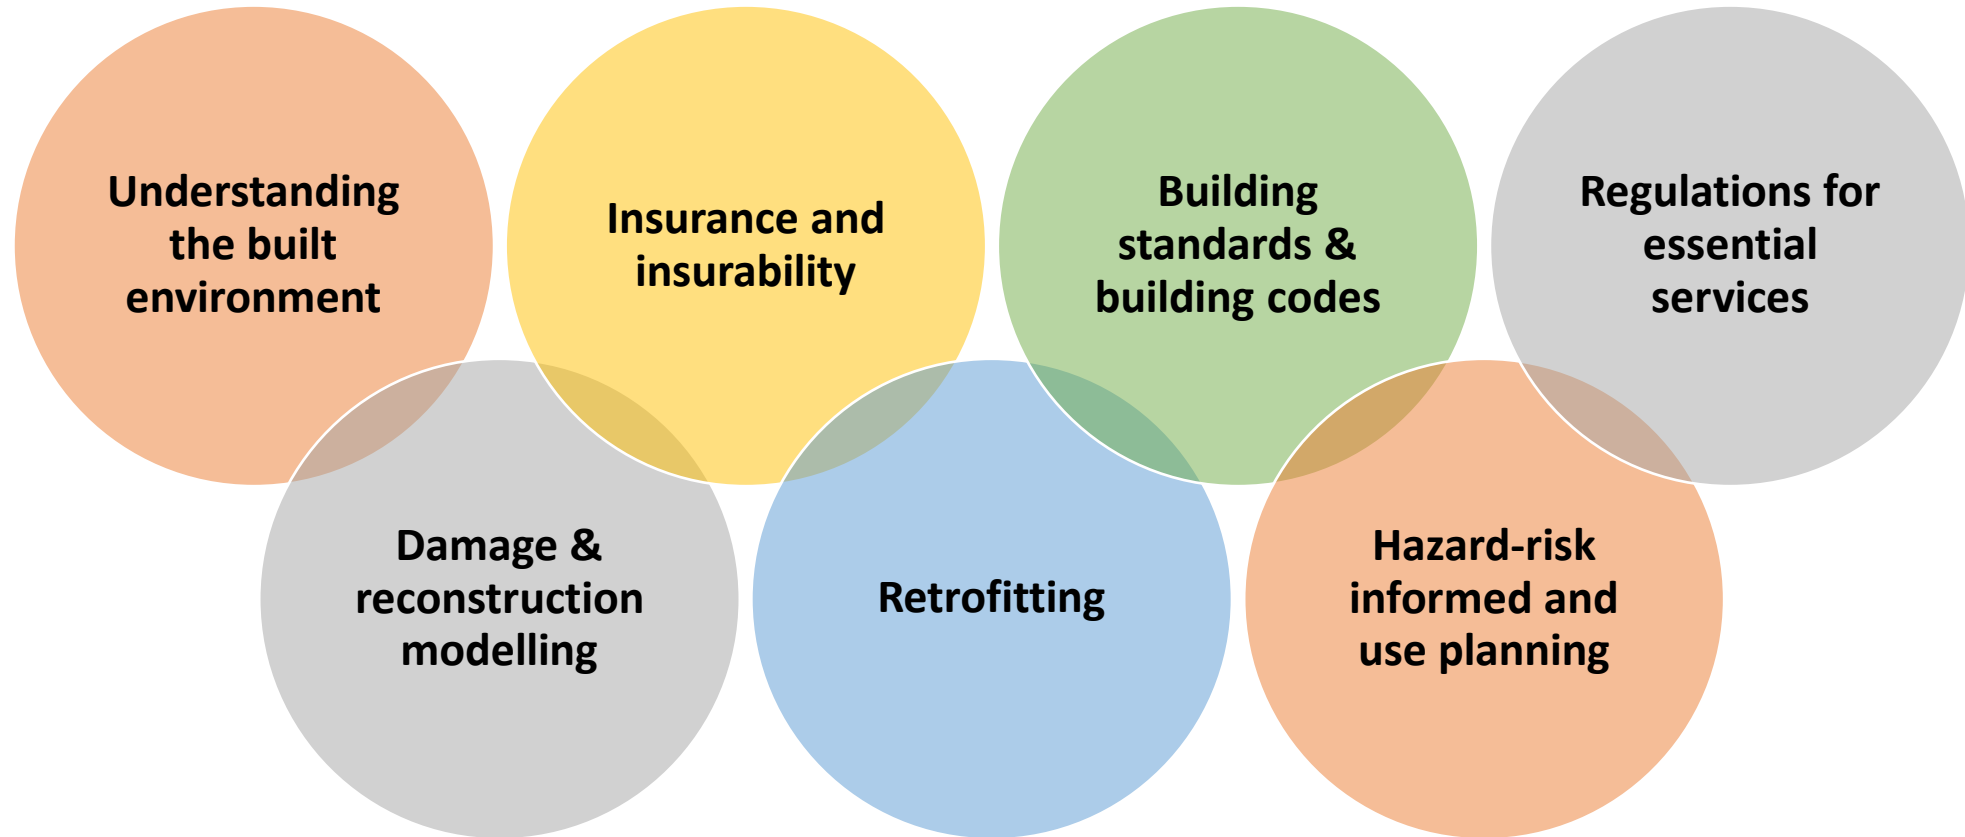 Understanding
the built
environment
Insurance and
insurability
Building
standards &
building codes
Regulations for
essential
services
Damage &
reconstruction
modelling
Retrofitting
Hazard-risk
informed and
use planning